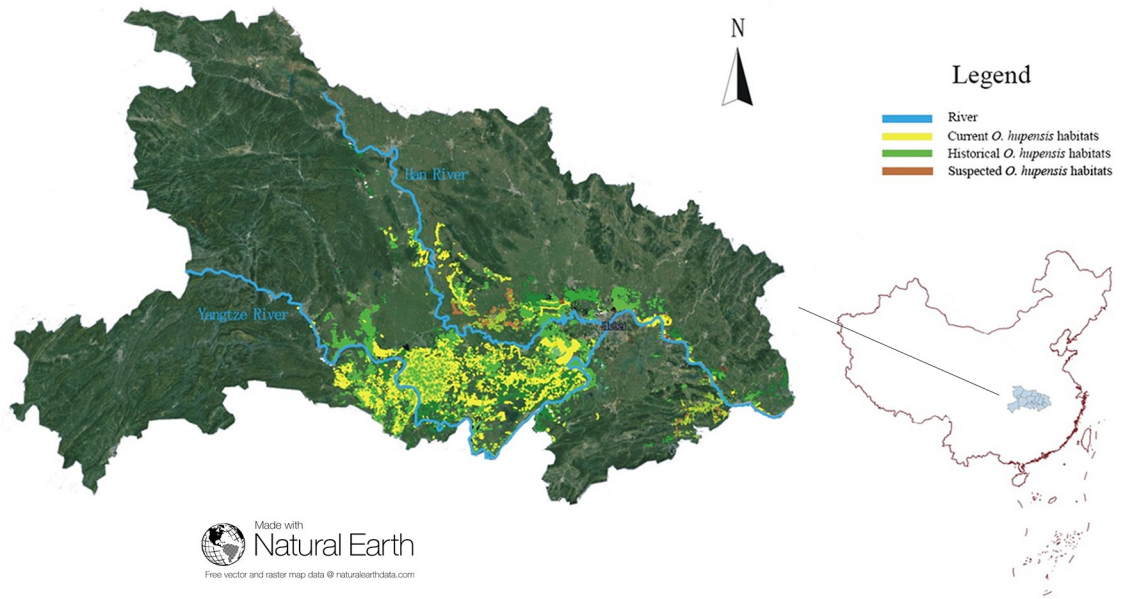 N
Legend
River
Current O. hupensis habitats
Historical O. hupensis habitats
Suspected O. hupensis habitats
Han River
Yangtze River
Made with
Natural Earth
Free vector and raster map data @ naturalearthdata.com